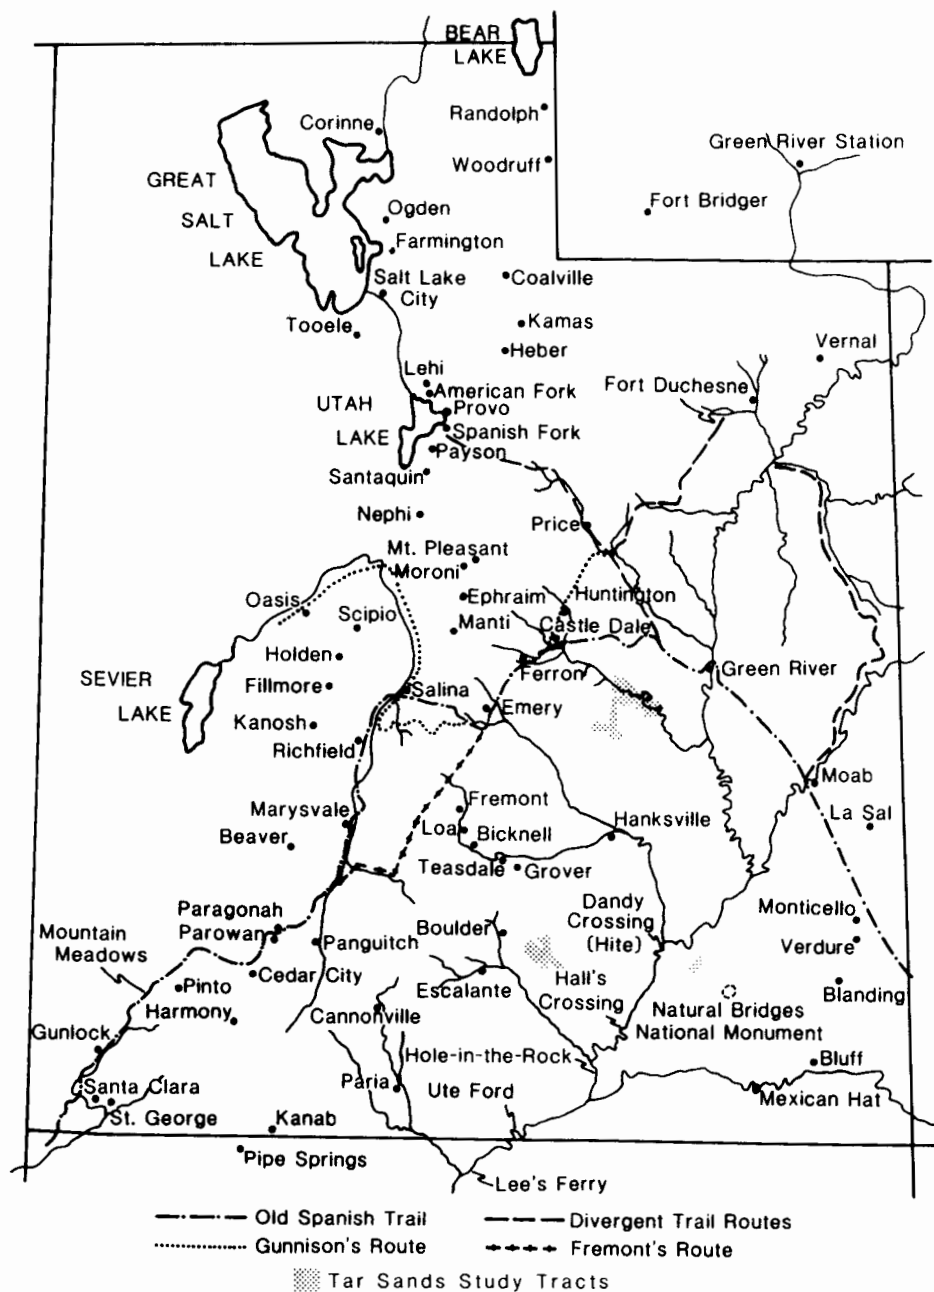 BEAR
LAKE
Randolph
Corinne
Green River Station
Woodruff
GREAT
SALT
LAKE
Fort Bridger
Ogden
Farmington
Salt Lake
City
Coalville
Tooele
Kamas
Heber
Vernal
Lehi
American Fork
Fort Duchesne
UTAH
LAKE
Provo
Spanish Fork
Payson
Santaquin
Nephi
Price
Mt. Pleasant
Moroni
Oasis
Ephraim
Huntington
Scipio
Manti
Castle Dale
Holden
Ferron
Green River
SEVIER
LAKE
Fillmore
Salina
Emery
Kanosh
Richfield
Moab
Marysvale
Fremont
La Sal
Beaver
Loa
Bicknell
Hanksville
Teasdale
Grover
Paragonah
Parowan
Dandy
Crossing
(Hite)
Monticello
Mountain
Meadows
Panguitch
Boulder
Verdure
Cedar City
Pinto
Escalante
Hall's
Crossing
Blanding
Harmony
Cannonville
Natural Bridges
National Monument
Gunlock
Hole-in-the-Rock
Bluff
Santa Clara
Paria
Ute Ford
Mexican Hat
St. George
Kanab
Pipe Springs
Lee's Ferry
Old Spanish Trail
Divergent Trail Routes
Gunnison's Route
Fremont's Route
Tar Sands Study Tracts